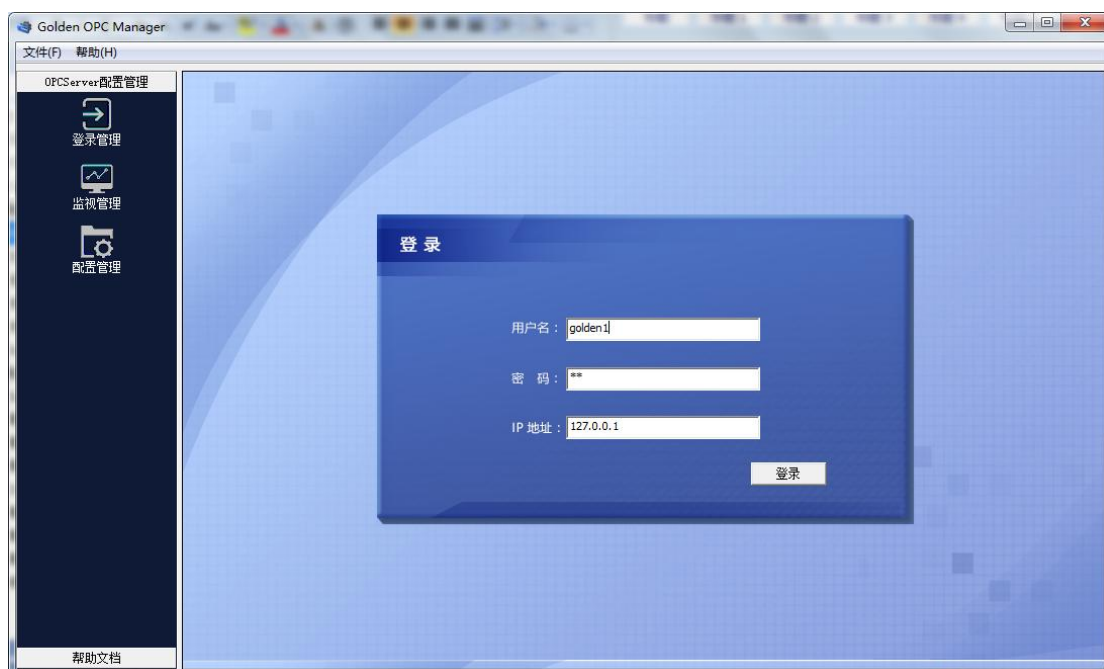 Golden OPC Manager
文件(F) 帮助(H)
OPCServer配置管理
登录管理
监视管理
配置管理
登 录
用户名： golden1
密 码： **
IP 地址： 127.0.0.1
登录
帮助文档